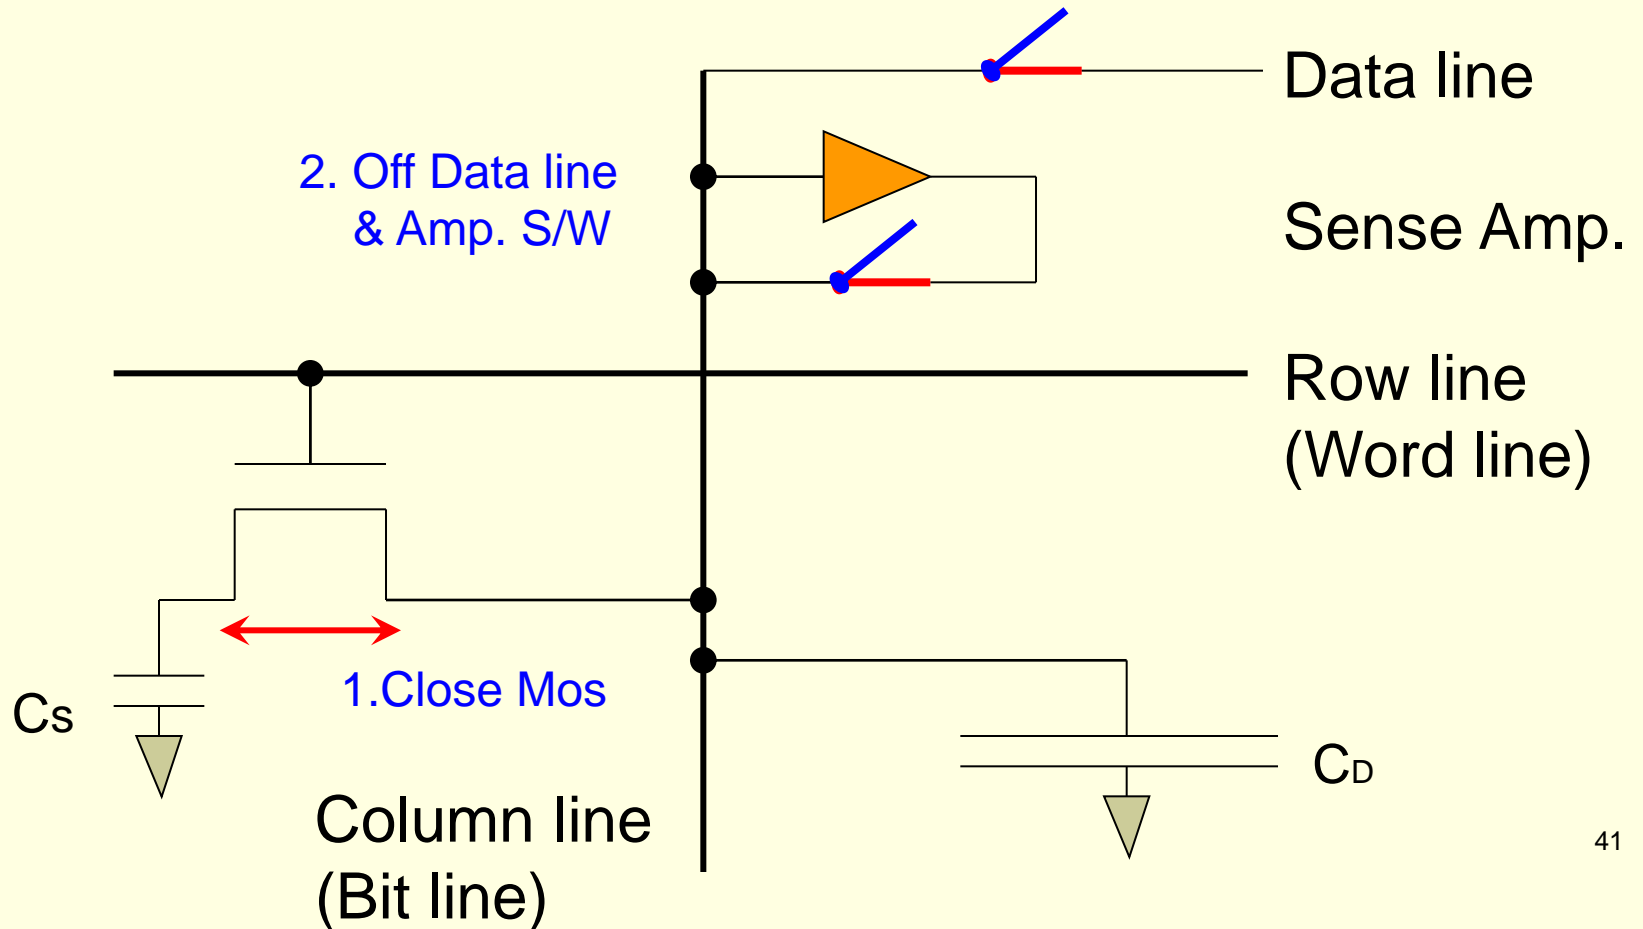 Data line
2. Off Data line
& Amp. S/W
Sense Amp.
Row line
(Word line)
1.Close Mos
Cs
CD
Column line
(Bit line)
41